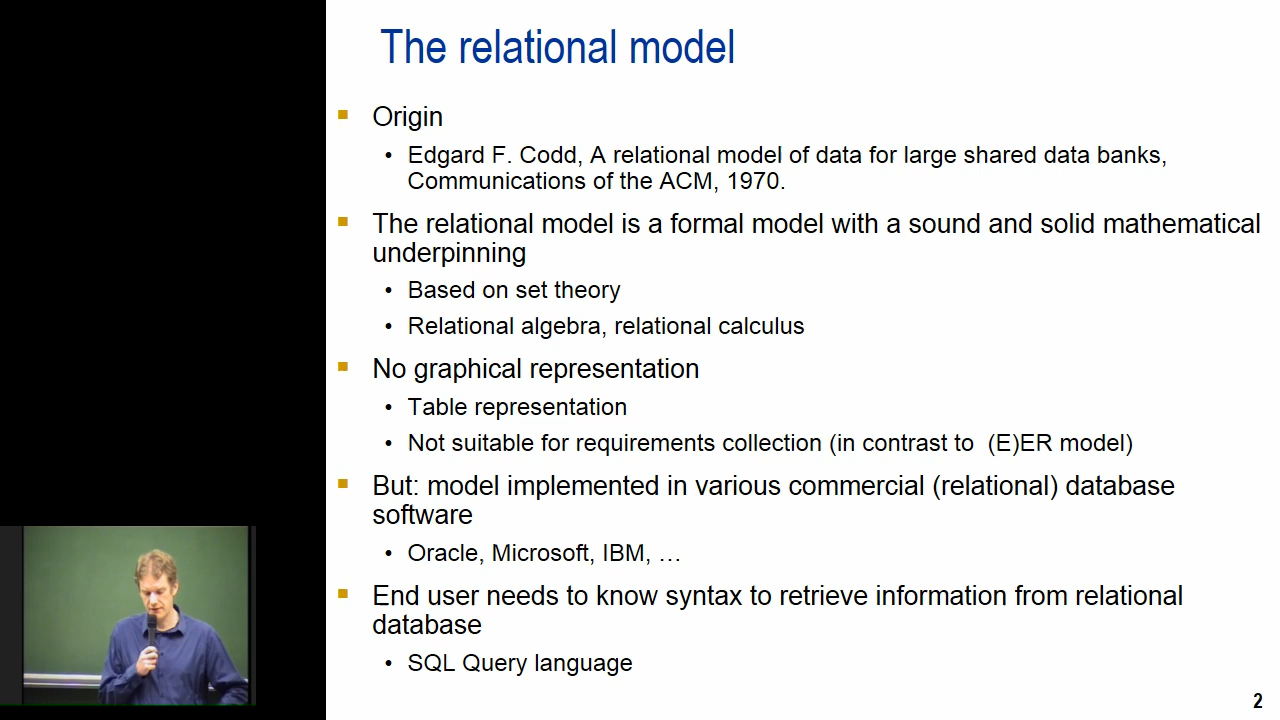 The relational model
Origin
• Edgard F. Codd, A relational model of data for large shared data banks,
Communications of the ACM, 1970.
The relational model is a formal model with a sound and solid mathematical
underpinning
• Based on set theory
• Relational algebra, relational calculus
No graphical representation
• Table representation
• Not suitable for requirements collection (in contrast to (E)ER model)
But: model implemented in various commercial (relational) database
software
• Oracle, Microsoft, IBM, …
End user needs to know syntax to retrieve information from relational
database
• SQL Query language
2